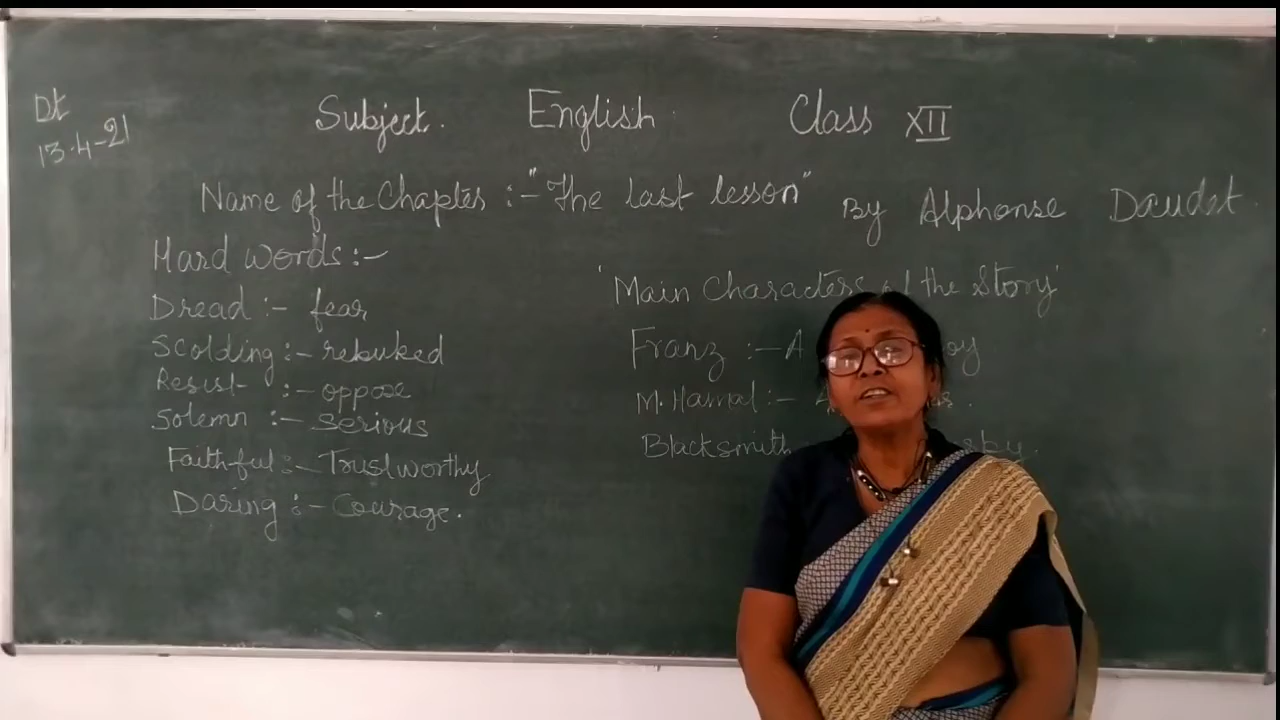 Dt
13.4-21
Subject. English. Class XII
Name of the Chapter :- "The last lesson" By Alphonse Daudet.
Hard words :-
Dread :- fear
Scolding :- rebuked
Resist :- oppose
Solemn :- serious
Faithful :- Trustworthy
Daring :- Courage.
'Main Characters of the Story'
Franz :- A
M. Hamal :-
Blacksmith